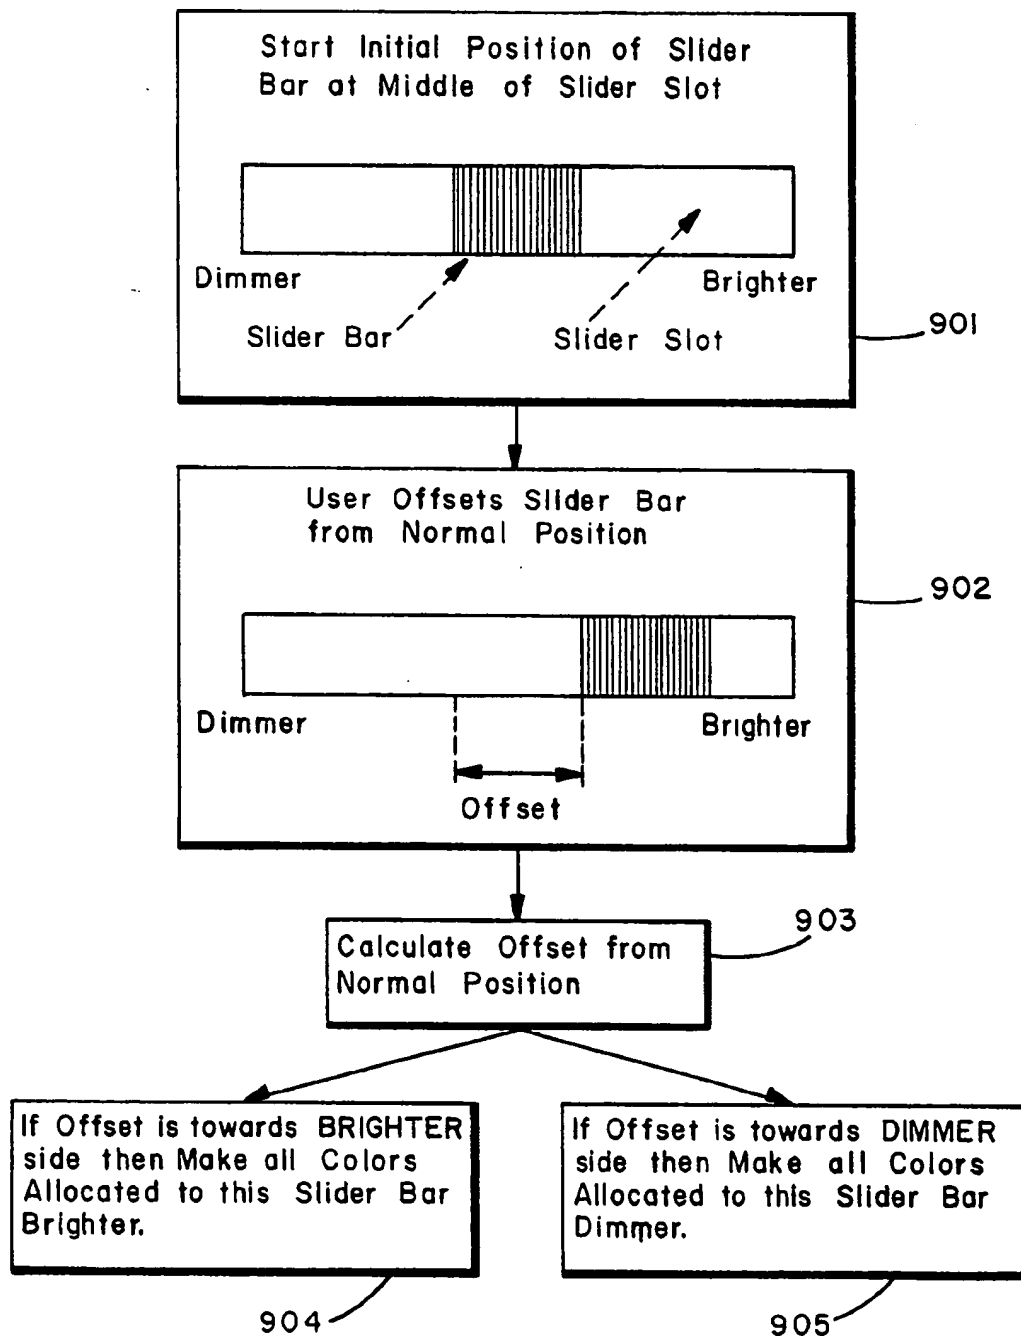 Start Initial Position of Slider
Bar at Middle of Slider Slot
Dimmer
Brighter
Slider Bar
Slider Slot
901
User Offsets Slider Bar
from Normal Position
902
Dimmer
Brighter
Offset
903
Calculate Offset from
Normal Position
If Offset is towards BRIGHTER
side then Make all Colors
Allocated to this Slider Bar
Brighter.
If Offset is towards DIMMER
side then Make all Colors
Allocated to this Slider Bar
Dimmer.
904
905